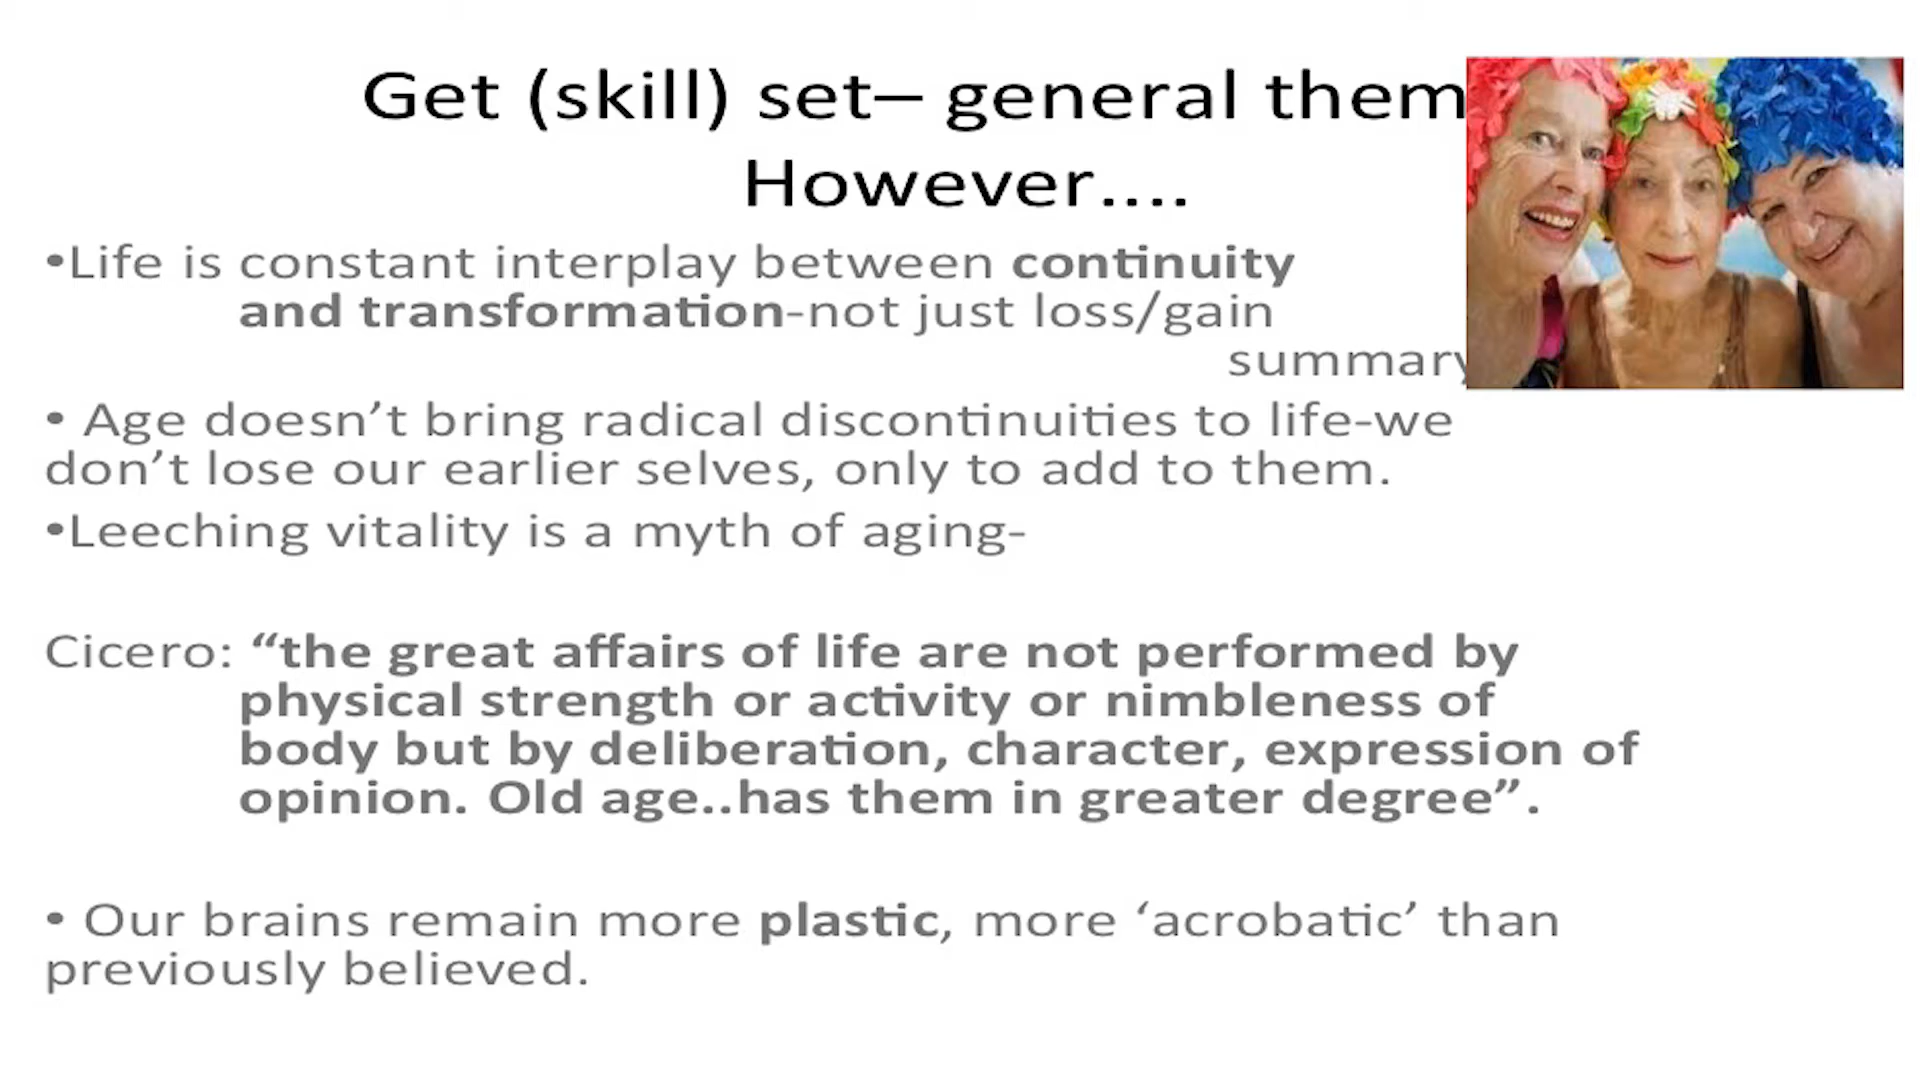 Get (skill) set– general them
However....
•Life is constant interplay between continuity
and transformation-not just loss/gain
summary
• Age doesn’t bring radical discontinuities to life-we
don’t lose our earlier selves, only to add to them.
•Leeching vitality is a myth of aging-
Cicero: “the great affairs of life are not performed by
physical strength or activity or nimbleness of
body but by deliberation, character, expression of
opinion. Old age..has them in greater degree”.
• Our brains remain more plastic, more ‘acrobatic’ than
previously believed.